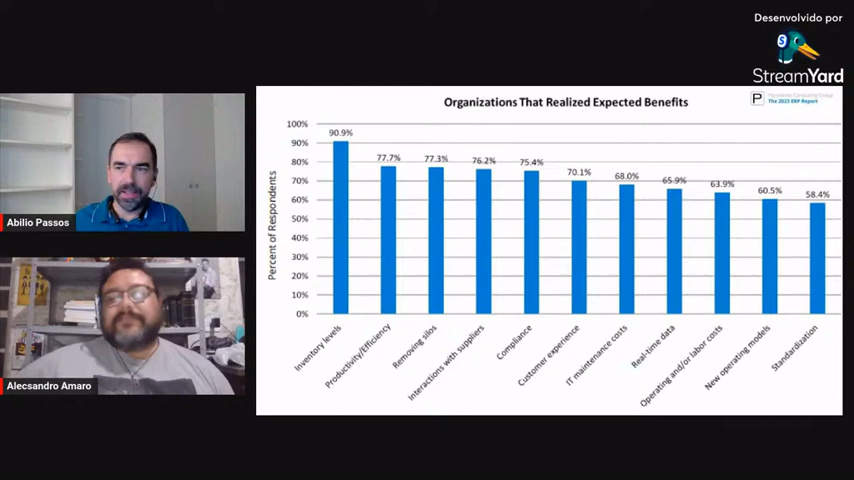 Desenvolvido por
S
StreamYard
Organizations That Realized Expected Benefits
P
Panorama Consulting Group
The 2023 ERP Report
Percent of Respondents
100%
90%
80%
70%
60%
50%
40%
30%
20%
10%
0%
90.9%
77.7%
77.3%
76.2%
75.4%
70.1%
68.0%
65.9%
63.9%
60.5%
58.4%
Inventory levels
Productivity/Efficiency
Removing silos
Interactions with suppliers
Compliance
Customer experience
IT maintenance costs
Real-time data
Operating and/or labor costs
New operating models
Standardization
Abilio Passos
Alecsandro Amaro